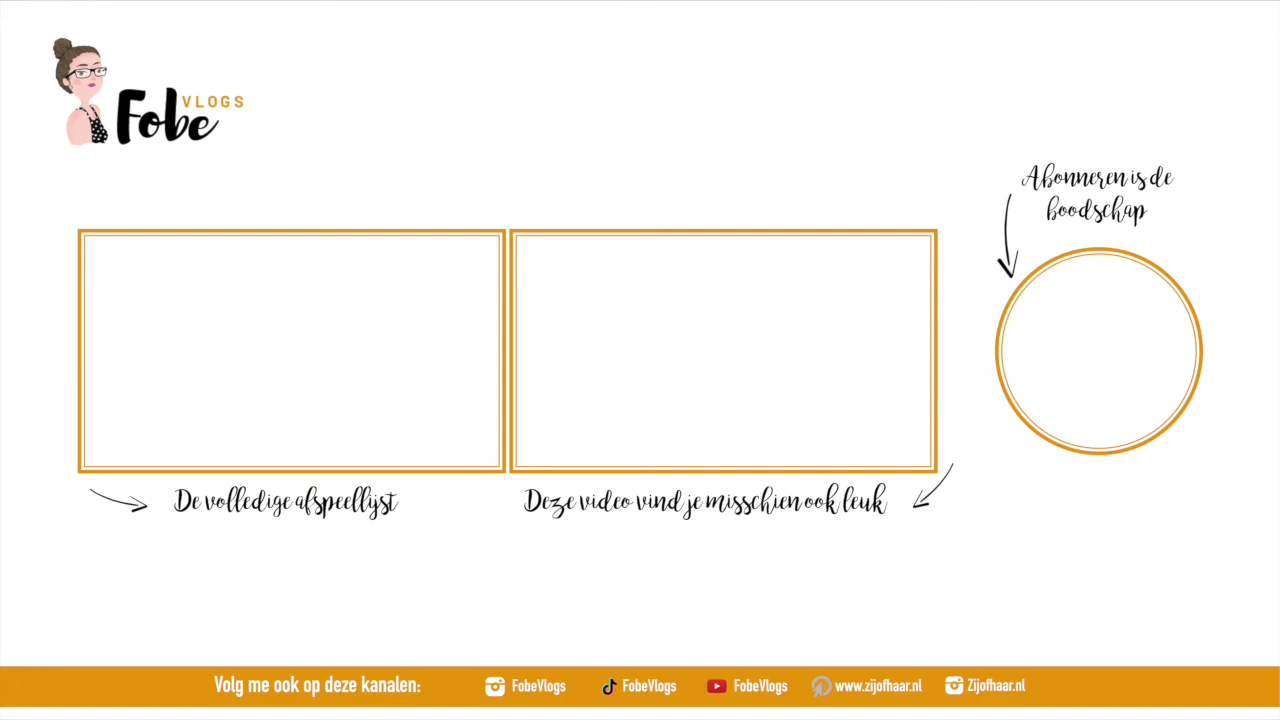 VLOGS
Fobe
Abonneren is de
boodschap
De volledige afspeellijst
Deze video vind je misschien ook leuk
Volg me ook op deze kanalen:
FobeVlogs
FobeVlogs
FobeVlogs
www.zijofhaar.nl
Zijofhaar.nl